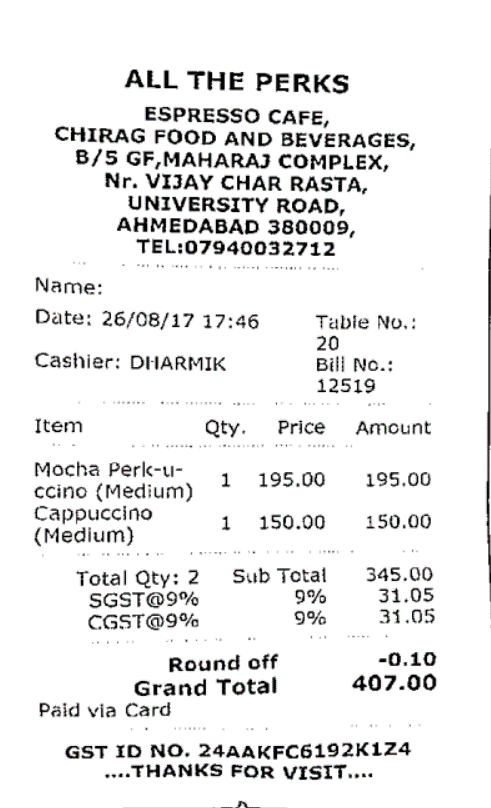 ALL THE PERKS
ESPRESSO CAFE,
CHIRAG FOOD AND BEVERAGES,
B/5 GF,MAHARAJ COMPLEX,
Nr. VIJAY CHAR RASTA,
UNIVERSITY ROAD,
AHMEDABAD 380009,
TEL:07940032712
Name:
Date: 26/08/17 17:46 Table No.:
20
Cashier: DHARMIK Bill No.:
12519
Item Qty. Price Amount
Mocha Perk-u-
ccino (Medium) 1 195.00 195.00
Cappuccino
(Medium) 1 150.00 150.00
Total Qty: 2 Sub Total 345.00
SGST@9% 9% 31.05
CGST@9% 9% 31.05
Round off -0.10
Grand Total 407.00
Paid via Card
GST ID NO. 24AAKFC6192K1Z4
....THANKS FOR VISIT....